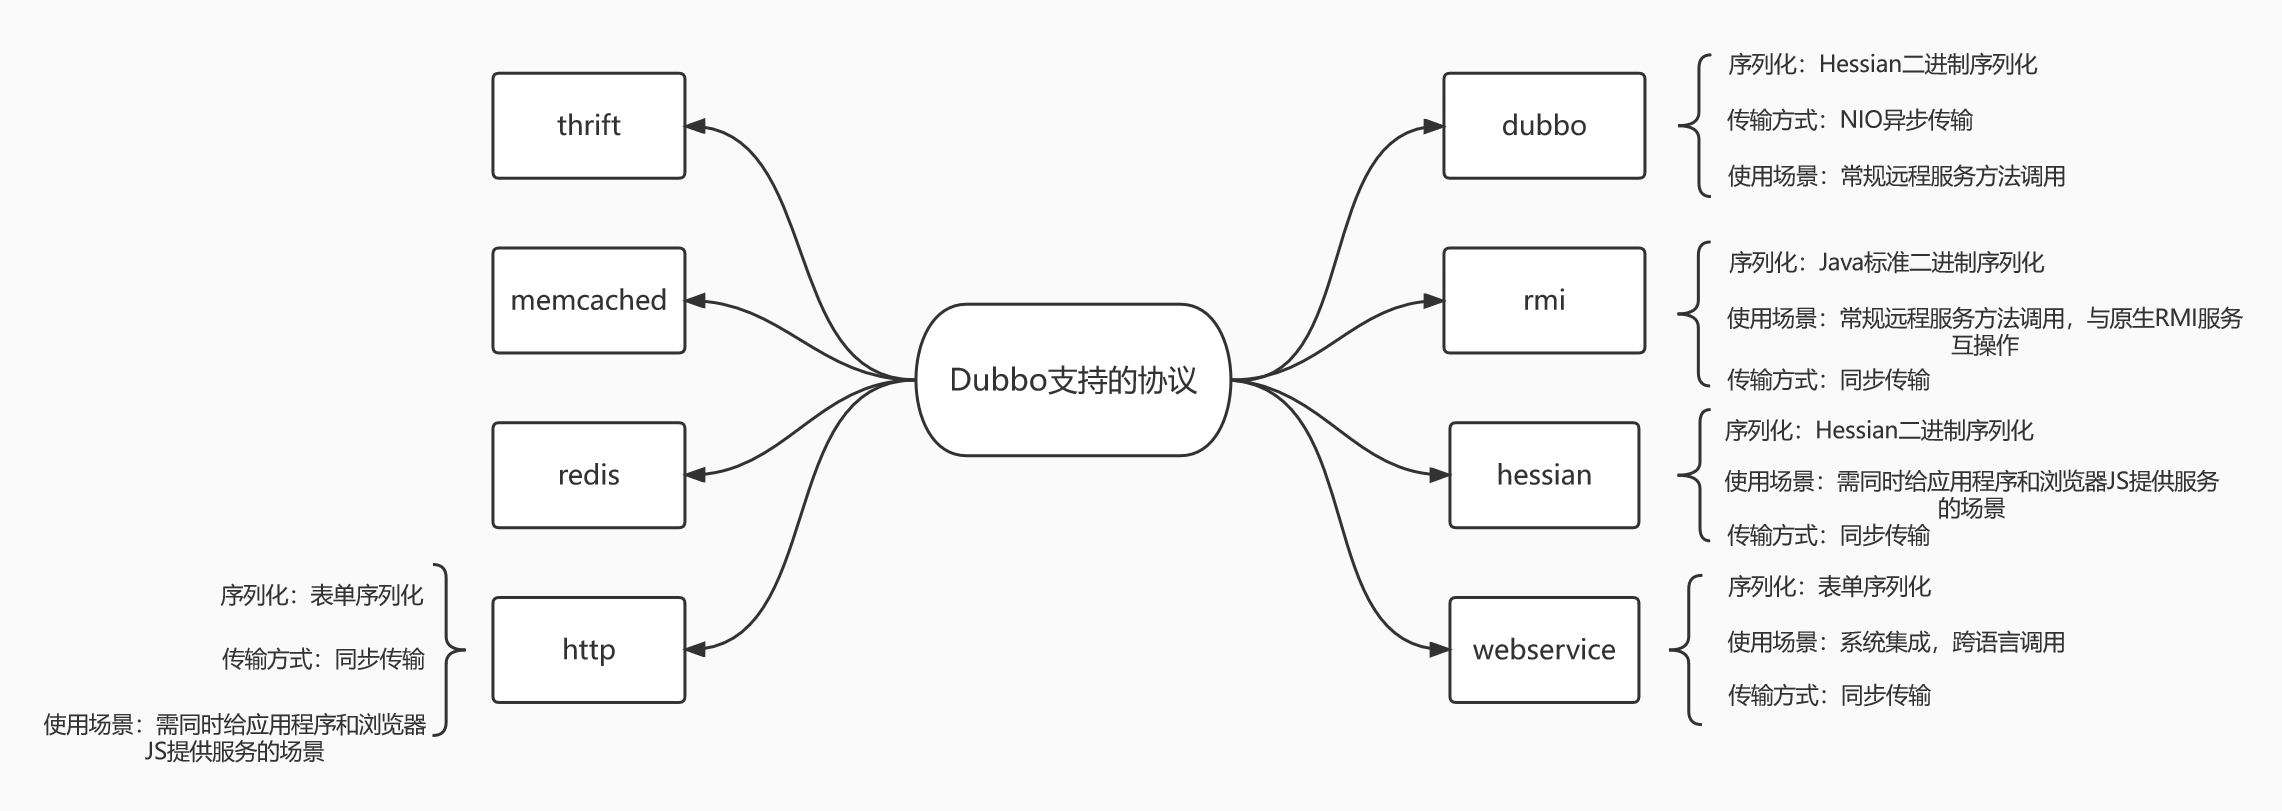 thrift
memcached
redis
http
序列化：表单序列化
传输方式：同步传输
使用场景：需同时给应用程序和浏览器
JS提供服务的场景
Dubbo支持的协议
dubbo
序列化：Hessian二进制序列化
传输方式：NIO异步传输
使用场景：常规远程服务方法调用
rmi
序列化：Java标准二进制序列化
使用场景：常规远程服务方法调用，与原生RMI服务
互操作
传输方式：同步传输
hessian
序列化：Hessian二进制序列化
使用场景：需同时给应用程序和浏览器JS提供服务
的场景
传输方式：同步传输
webservice
序列化：表单序列化
使用场景：系统集成，跨语言调用
传输方式：同步传输